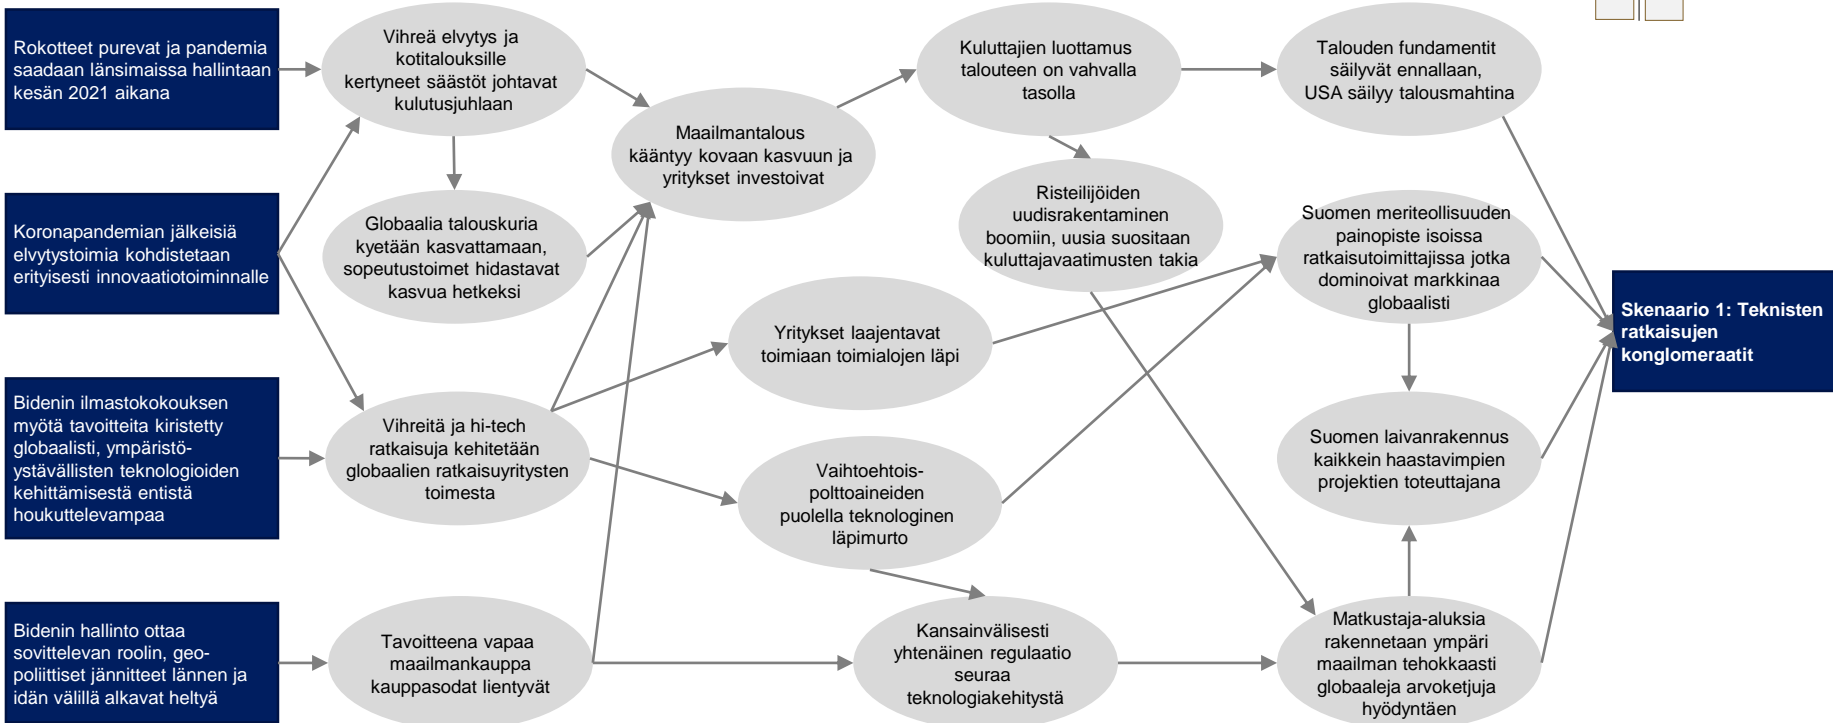 Rokotteet purevat ja pandemia
saadaan länsimaissa hallintaan
kesän 2021 aikana
Koronapandemian jälkeisiä
elvytystoimia kohdistetaan
erityisesti innovaatiotoiminnalle
Bidenin ilmastokokouksen
myötä tavoitteita kiristetty
globaalisti, ympäristö-
ystävällisten teknologioiden
kehittämisestä entistä
houkuttelevampaa
Bidenin hallinto ottaa
sovittelevan roolin, geo-
poliittiset jännitteet lännen ja
idän välillä alkavat heltyä
Vihreä elvytys ja
kotitalouksille
kertyneet säästöt johtavat
kulutusjuhlaan
Globaalia talouskuria
kyetään kasvattamaan,
sopeutustoimet hidastavat
kasvua hetkeksi
Vihreitä ja hi-tech
ratkaisuja kehitetään
globaalien ratkaisuyritysten
toimesta
Tavoitteena vapaa
maailmankauppa
kauppasodat lientyvät
Maailmantalous
kääntyy kovaan kasvuun ja
yritykset investoivat
Yritykset laajentavat
toimiaan toimialojen läpi
Vaihtoehtois-
polttoaineiden
puolella teknologinen
läpimurto
Kuluttajien luottamus
talouteen on vahvalla
tasolla
Risteilijöiden
uudisrakentaminen
boomiin, uusia suositaan
kuluttajavaatimusten takia
Kansainvälisesti
yhtenäinen regulaatio
seuraa
teknologiakehitystä
Talouden fundamentit
säilyvät ennallaan,
USA säilyy talousmahtina
Suomen meriteollisuuden
painopiste isoissa
ratkaisutoimittajissa jotka
dominoivat markkinaa
globaalisti
Suomen laivanrakennus
kaikkein haastavimpien
projektien toteuttajana
Matkustaja-aluksia
rakennetaan ympäri
maailman tehokkaasti
globaaleja arvoketjuja
hyödyntäen
Skenaario 1: Teknisten
ratkaisujen
konglomeraatit